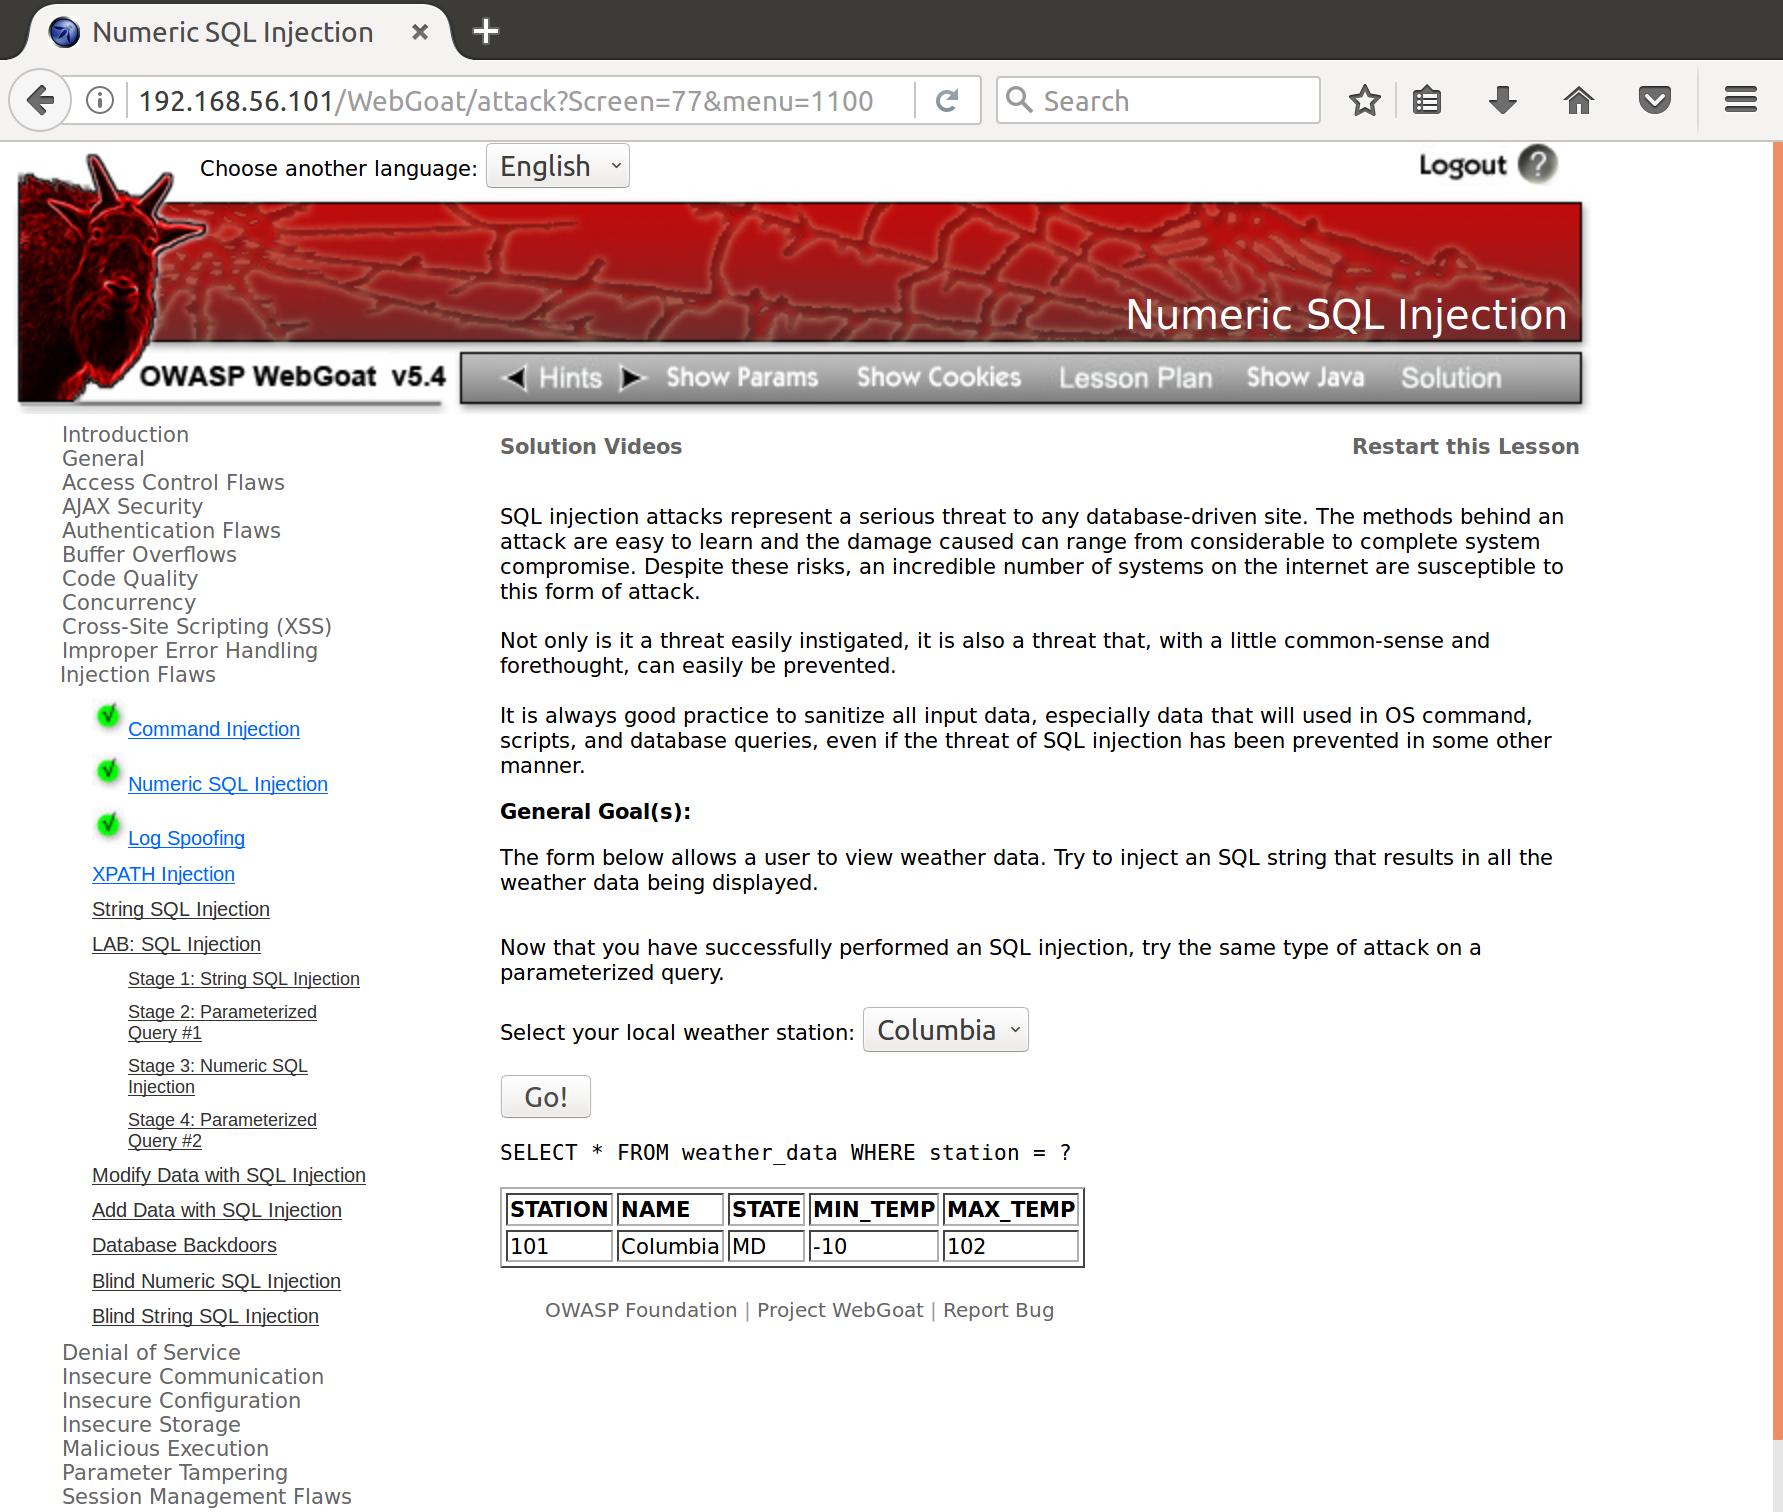 Numeric SQL Injection
192.168.56.101/WebGoat/attack?Screen=77&menu=1100
Search
Choose another language: English
Logout ?
Numeric SQL Injection
OWASP WebGoat v5.4
Hints Show Params Show Cookies Lesson Plan Show Java Solution
Introduction
General
Access Control Flaws
AJAX Security
Authentication Flaws
Buffer Overflows
Code Quality
Concurrency
Cross-Site Scripting (XSS)
Improper Error Handling
Injection Flaws
Command Injection
Numeric SQL Injection
Log Spoofing
XPATH Injection
String SQL Injection
LAB: SQL Injection
Stage 1: String SQL Injection
Stage 2: Parameterized
Query #1
Stage 3: Numeric SQL
Injection
Stage 4: Parameterized
Query #2
Modify Data with SQL Injection
Add Data with SQL Injection
Database Backdoors
Blind Numeric SQL Injection
Blind String SQL Injection
Denial of Service
Insecure Communication
Insecure Configuration
Insecure Storage
Malicious Execution
Parameter Tampering
Session Management Flaws
Solution Videos
Restart this Lesson
SQL injection attacks represent a serious threat to any database-driven site. The methods behind an
attack are easy to learn and the damage caused can range from considerable to complete system
compromise. Despite these risks, an incredible number of systems on the internet are susceptible to
this form of attack.
Not only is it a threat easily instigated, it is also a threat that, with a little common-sense and
forethought, can easily be prevented.
It is always good practice to sanitize all input data, especially data that will used in OS command,
scripts, and database queries, even if the threat of SQL injection has been prevented in some other
manner.
General Goal(s):
The form below allows a user to view weather data. Try to inject an SQL string that results in all the
weather data being displayed.
Now that you have successfully performed an SQL injection, try the same type of attack on a
parameterized query.
Select your local weather station: Columbia
Go!
SELECT * FROM weather_data WHERE station = ?
STATION NAME STATE MIN_TEMP MAX_TEMP
101 Columbia MD -10 102
OWASP Foundation | Project WebGoat | Report Bug